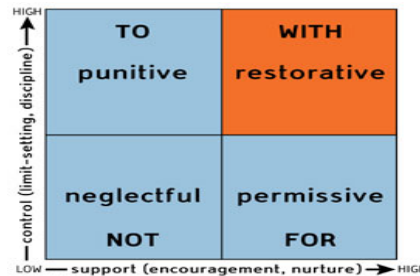 HIGH
TO
WITH
punitive
restorative
control (limit-setting, discipline)
neglectful
permissive
NOT
FOR
LOW
support (encouragement, nurture)
HIGH